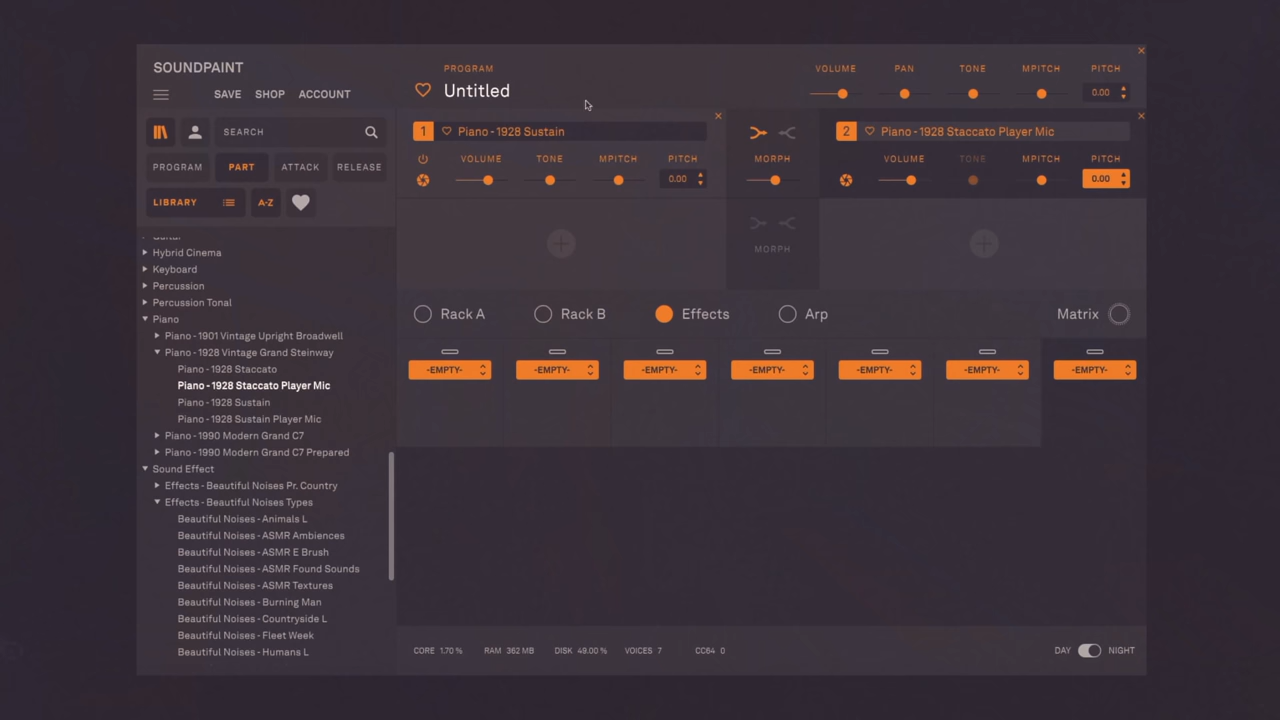 SOUNDPAINT
SAVE SHOP ACCOUNT
SEARCH
PROGRAM PART ATTACK RELEASE
LIBRARY A-Z
Hybrid Cinema
Keyboard
Percussion
Percussion Tonal
Piano
Piano - 1901 Vintage Upright Broadwell
Piano - 1928 Vintage Grand Steinway
Piano - 1928 Staccato
Piano - 1928 Staccato Player Mic
Piano - 1928 Sustain
Piano - 1928 Sustain Player Mic
Piano - 1990 Modern Grand C7
Piano - 1990 Modern Grand C7 Prepared
Sound Effect
Effects - Beautiful Noises Pr. Country
Effects - Beautiful Noises Types
Beautiful Noises - Animals L
Beautiful Noises - ASMR Ambiences
Beautiful Noises - ASMR E Brush
Beautiful Noises - ASMR Found Sounds
Beautiful Noises - ASMR Textures
Beautiful Noises - Burning Man
Beautiful Noises - Countryside L
Beautiful Noises - Fleet Week
Beautiful Noises - Humans L
PROGRAM
Untitled
VOLUME PAN TONE MPITCH PITCH
0.00
1 Piano - 1928 Sustain
VOLUME TONE MPITCH PITCH
0.00
MORPH
2 Piano - 1928 Staccato Player Mic
VOLUME TONE MPITCH PITCH
0.00
MORPH
Rack A Rack B Effects Arp Matrix
-EMPTY- -EMPTY- -EMPTY- -EMPTY- -EMPTY- -EMPTY- -EMPTY-
CORE 1.70 % RAM 362 MB DISK 49.00 % VOICES 7 CC64 0
DAY NIGHT